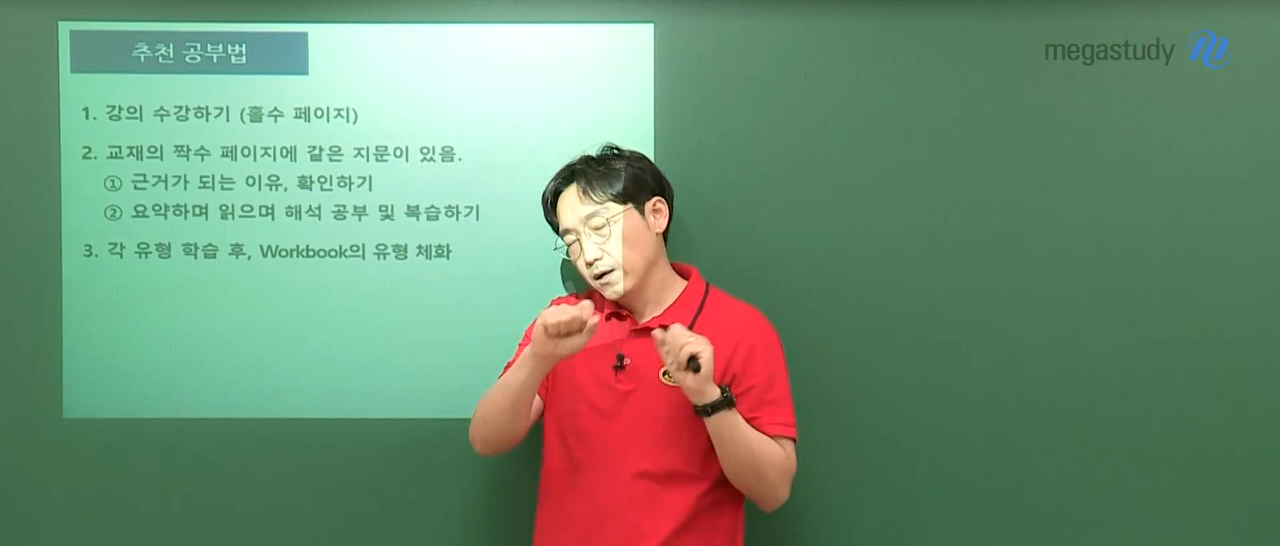 추천 공부법
megastudy
1. 강의 수강하기 (홀수 페이지)
2. 교재의 짝수 페이지에 같은 지문이 있음.
① 근거가 되는 이유, 확인하기
② 요약하며 읽으며 해석 공부 및 복습하기
3. 각 유형 학습 후, Workbook의 유형 체화